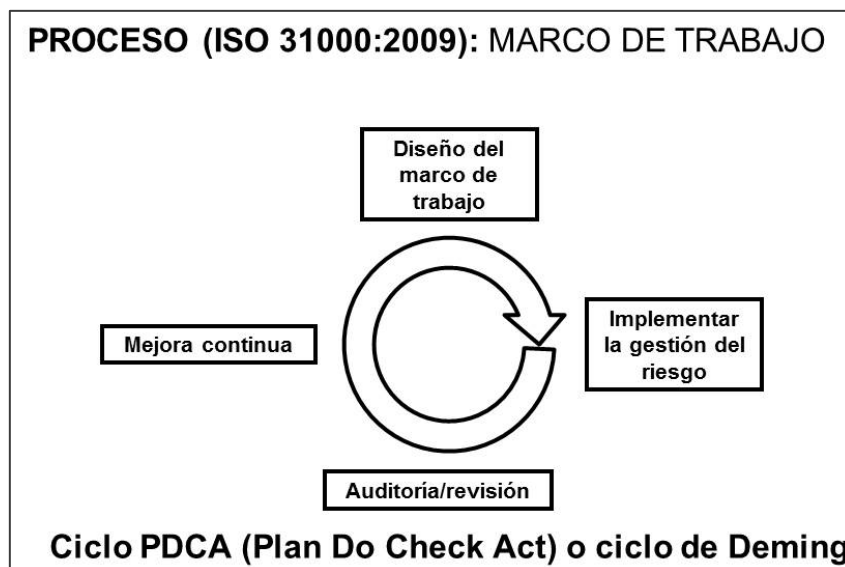 PROCESO (ISO 31000:2009): MARCO DE TRABAJO
Diseño del
marco de
trabajo
Mejora continua
Implementar
la gestión del
riesgo
Auditoría/revisión
Ciclo PDCA (Plan Do Check Act) o ciclo de Deming